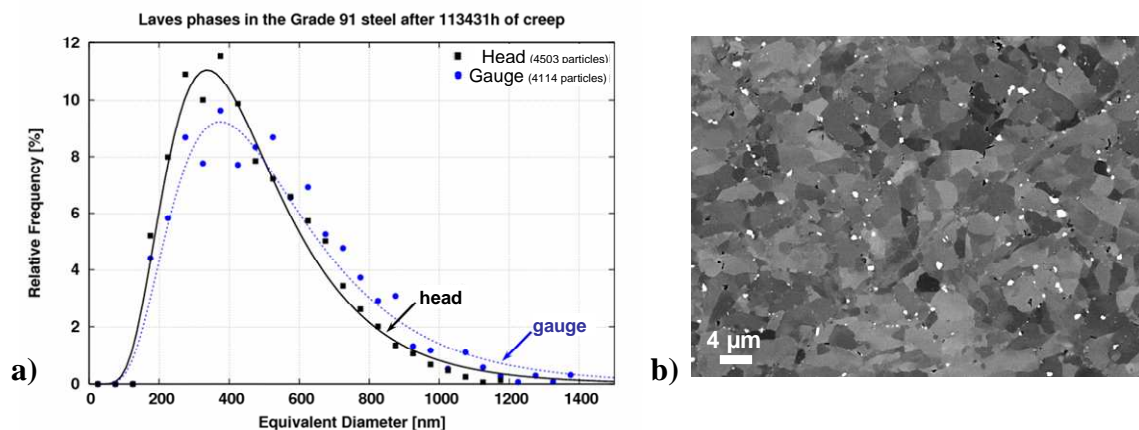 Laves phases in the Grade 91 steel after 113431h of creep
12
10
8
6
4
2
0
Relative Frequency [%]
Head (4503 particles)
Gauge (4114 particles)
head
gauge
0 200 400 600 800 1000 1200 1400
Equivalent Diameter [nm]
a)
4 µm
b)